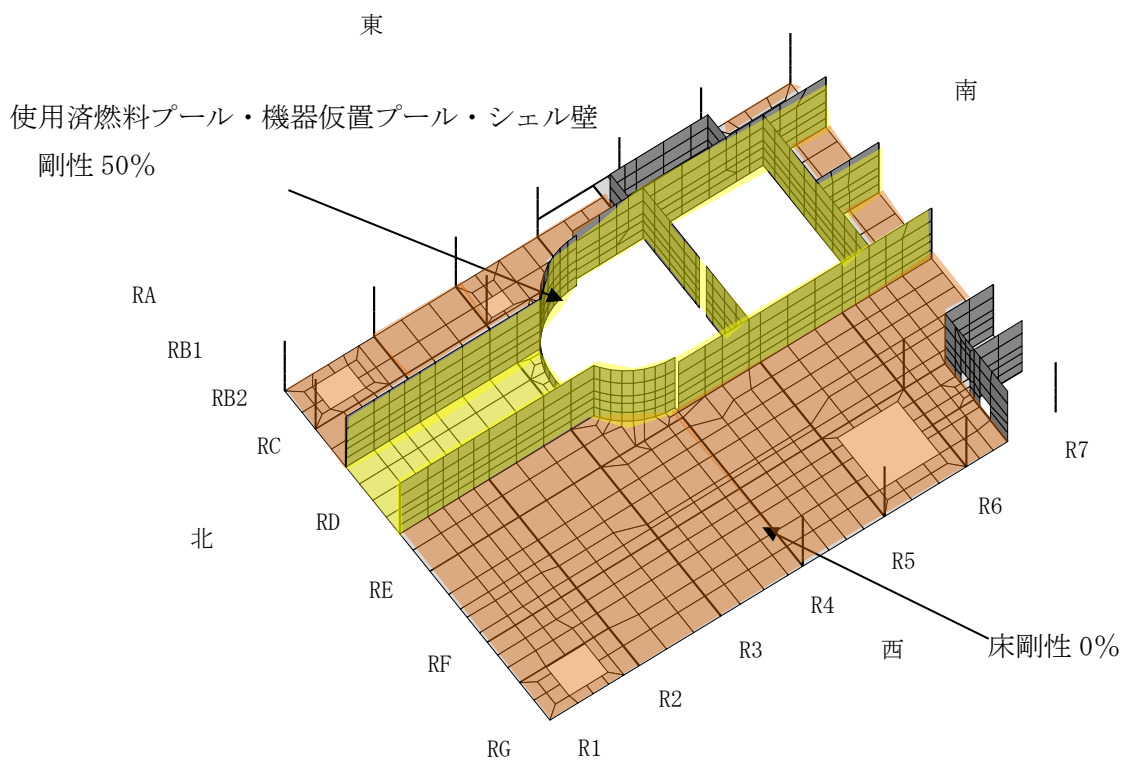 東
南
使用済燃料プール・機器仮置プール・シェル壁
剛性 50%
RA
RB1
RB2
RC
RD
北
RE
RF
RG
R1
R2
R3
R4
R5
R6
R7
西
床剛性 0%